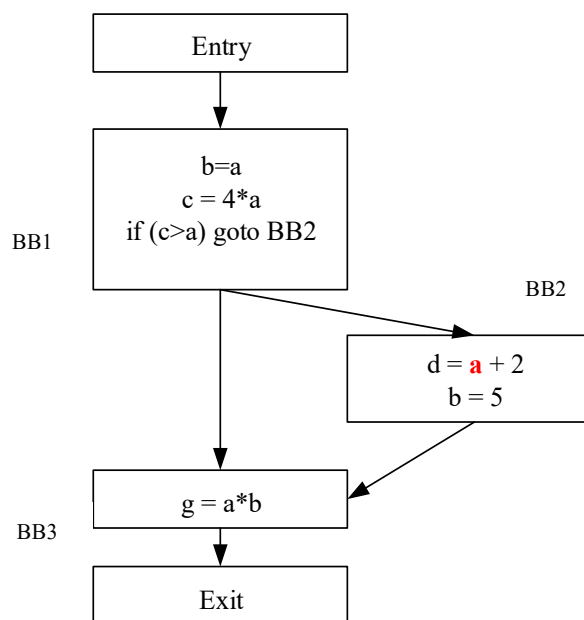 Entry
b=a
c = 4*a
if (c>a) goto BB2
BB1
BB2
d = a + 2
b = 5
g = a*b
BB3
Exit